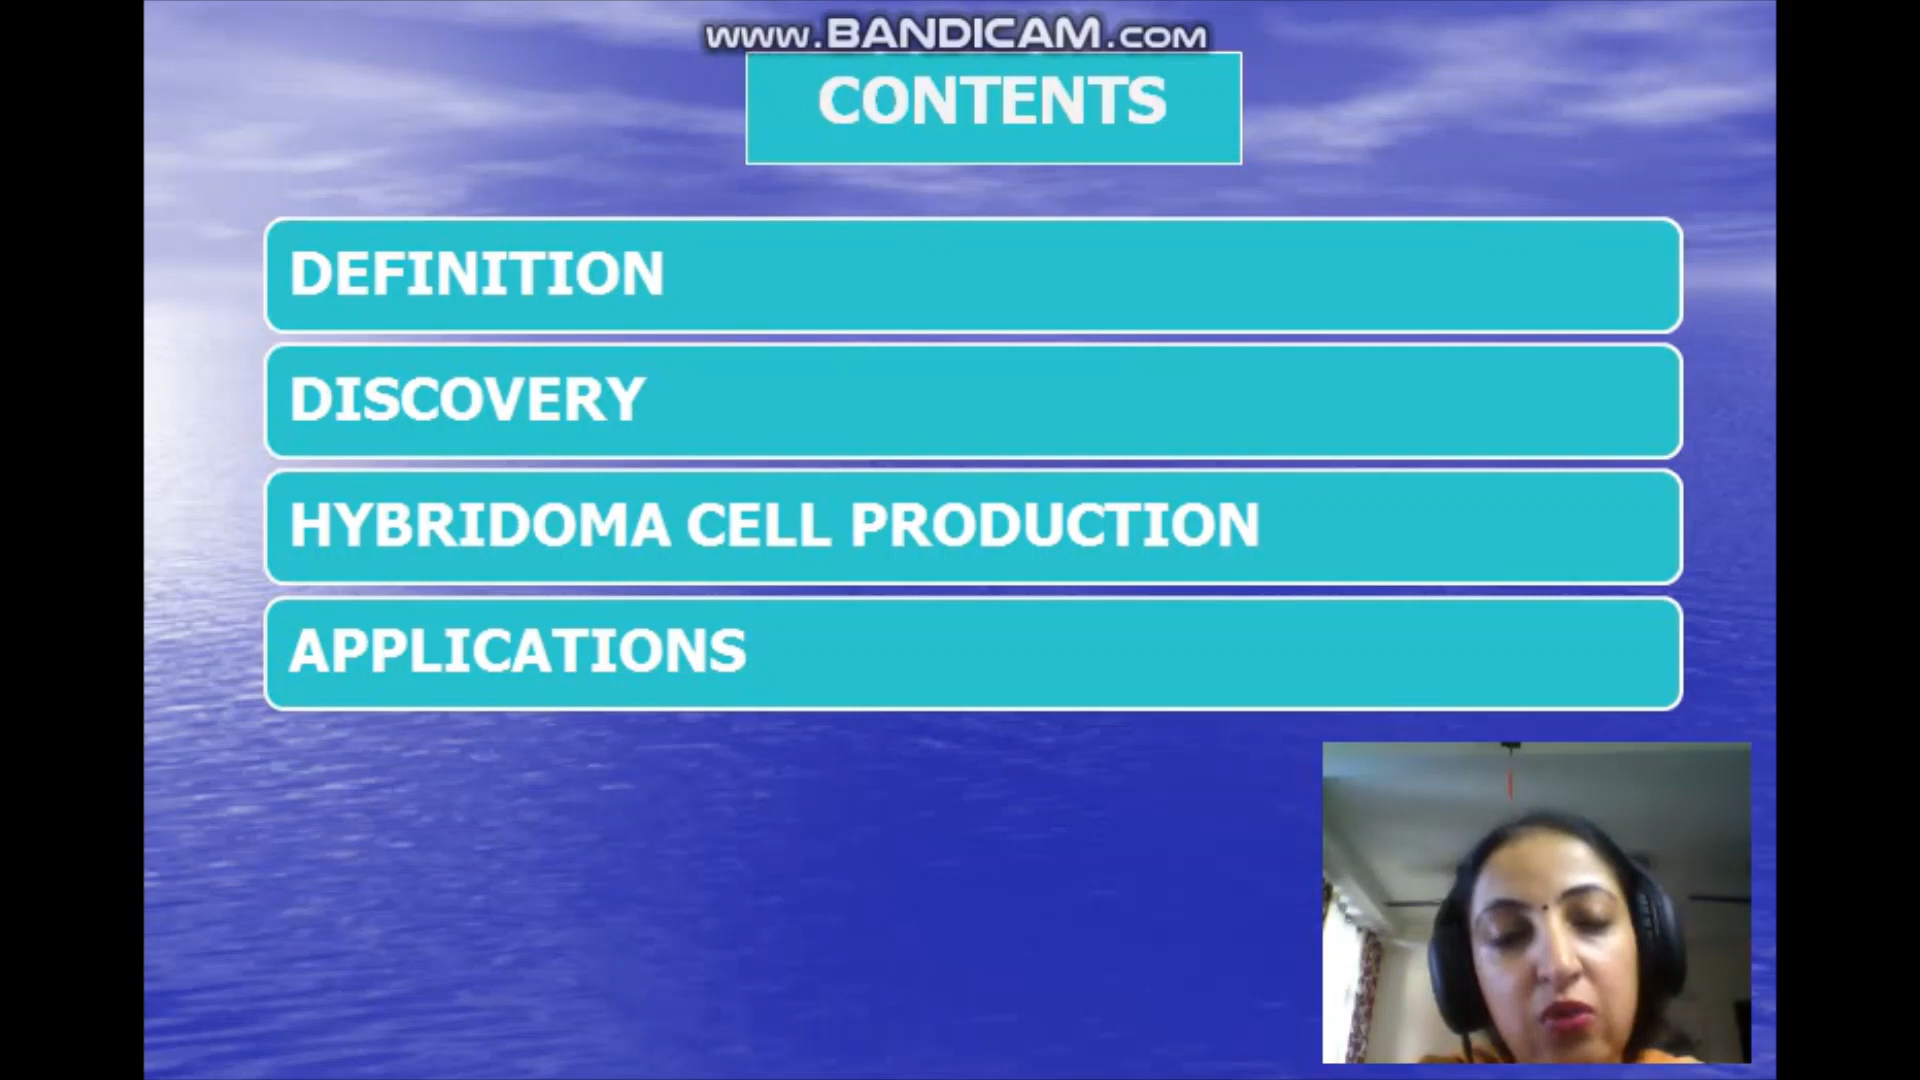 www.BANDICAM.com
CONTENTS
DEFINITION
DISCOVERY
HYBRIDOMA CELL PRODUCTION
APPLICATIONS